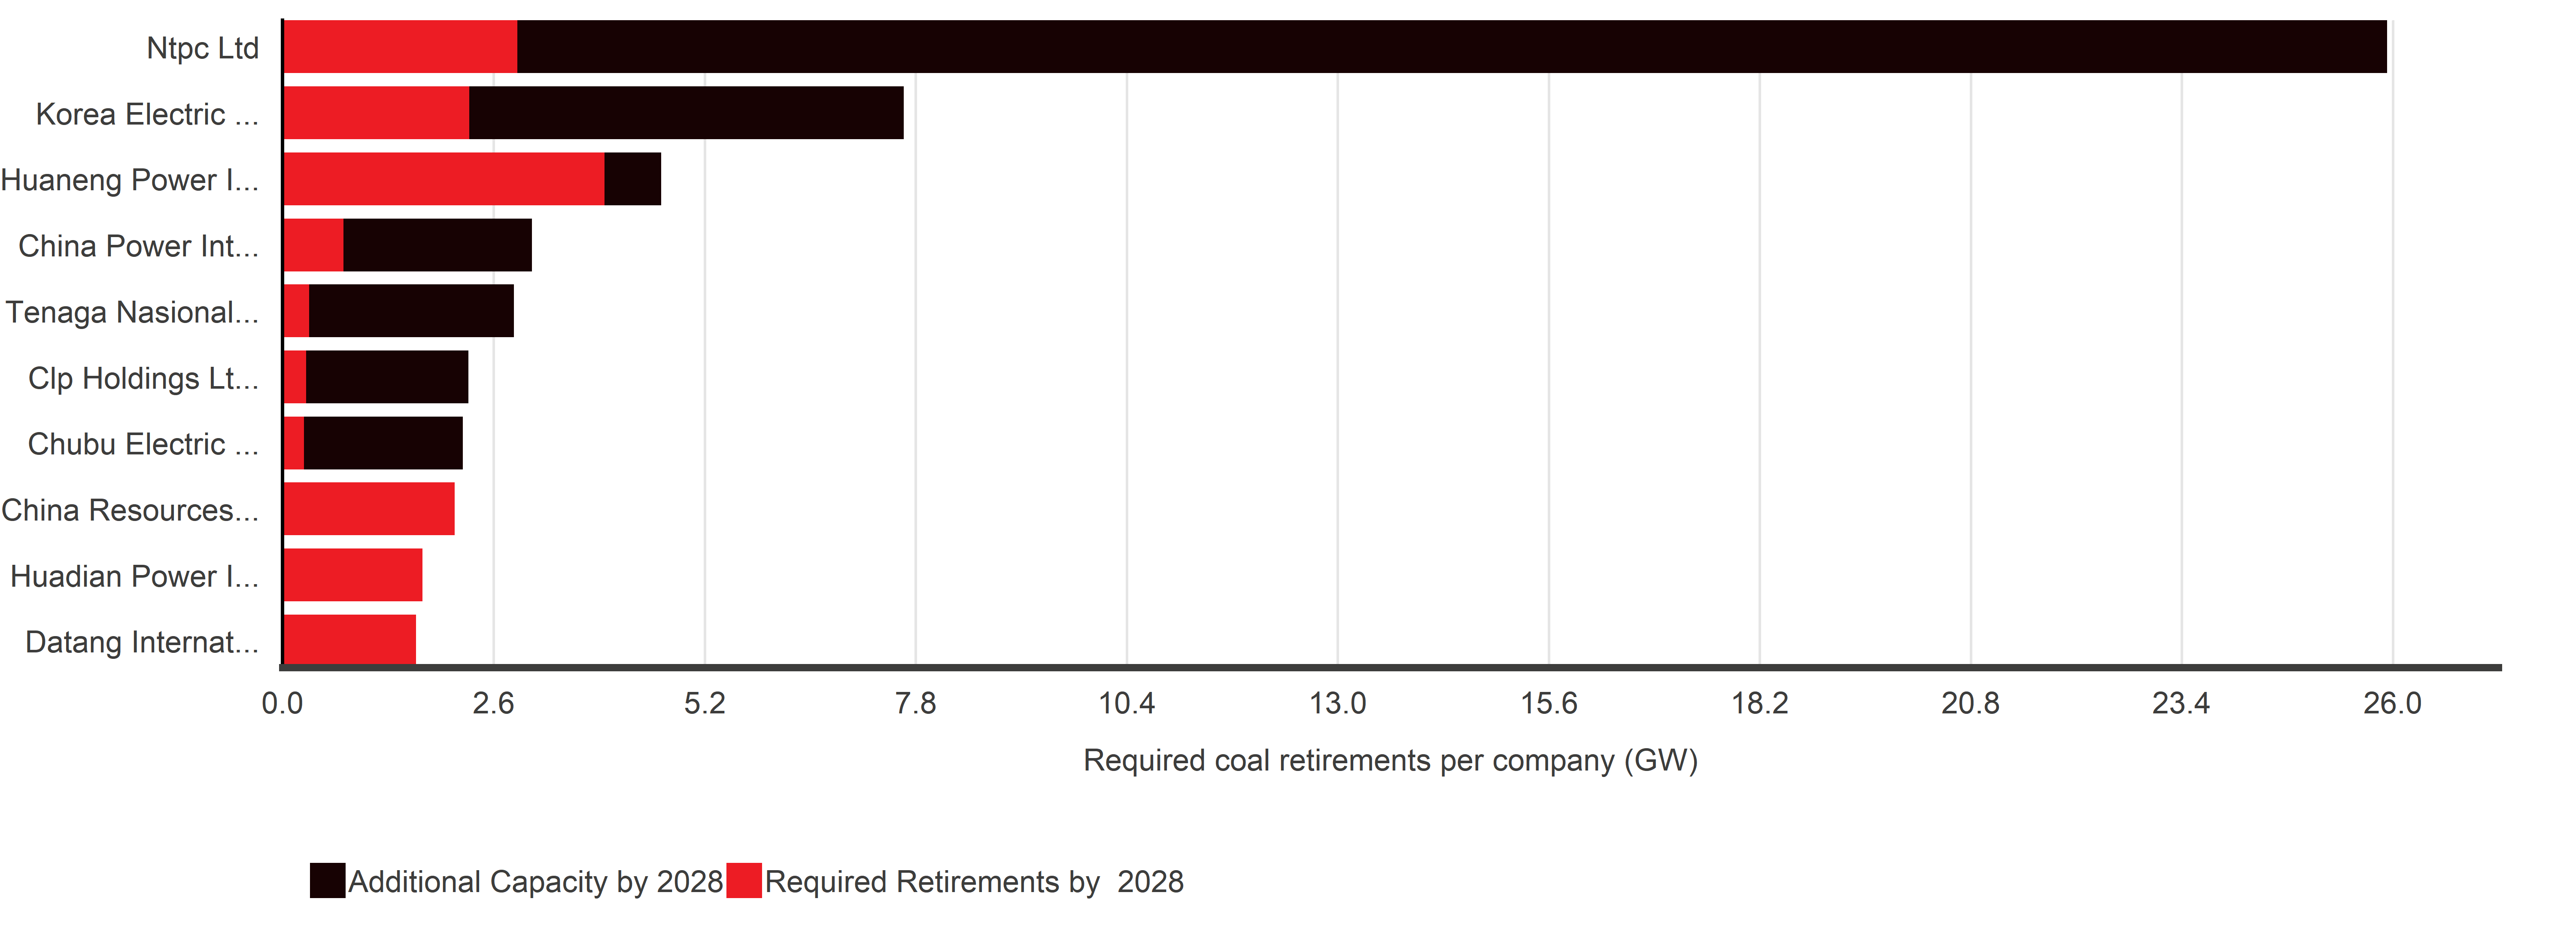 Ntpc Ltd
Korea Electric ...
Huaneng Power I...
China Power Int...
Tenaga Nasional...
Clp Holdings Lt...
Chubu Electric ...
China Resources...
Huadian Power I...
Datang Internat...
0.0 2.6 5.2 7.8 10.4 13.0 15.6 18.2 20.8 23.4 26.0
Required coal retirements per company (GW)
Additional Capacity by 2028 Required Retirements by  2028